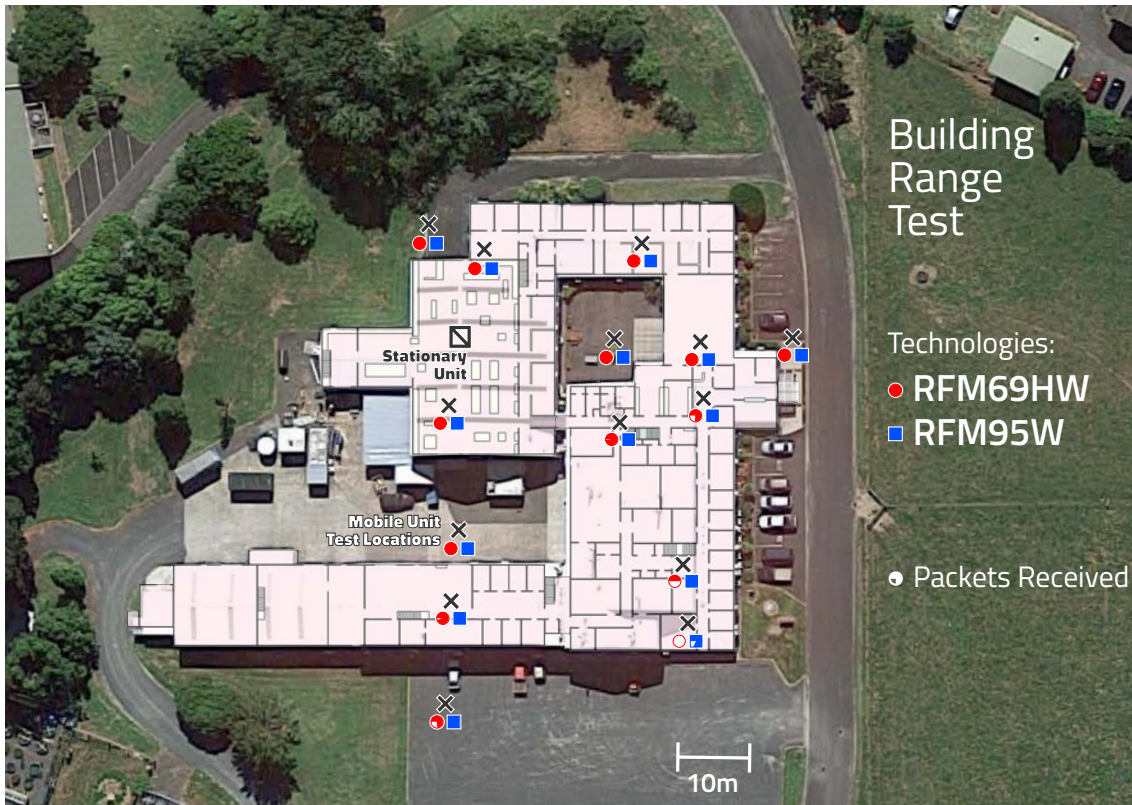 Building
Range
Test
Technologies:
RFM69HW
RFM95W
Stationary
Unit
Mobile Unit
Test Locations
Packets Received
10m